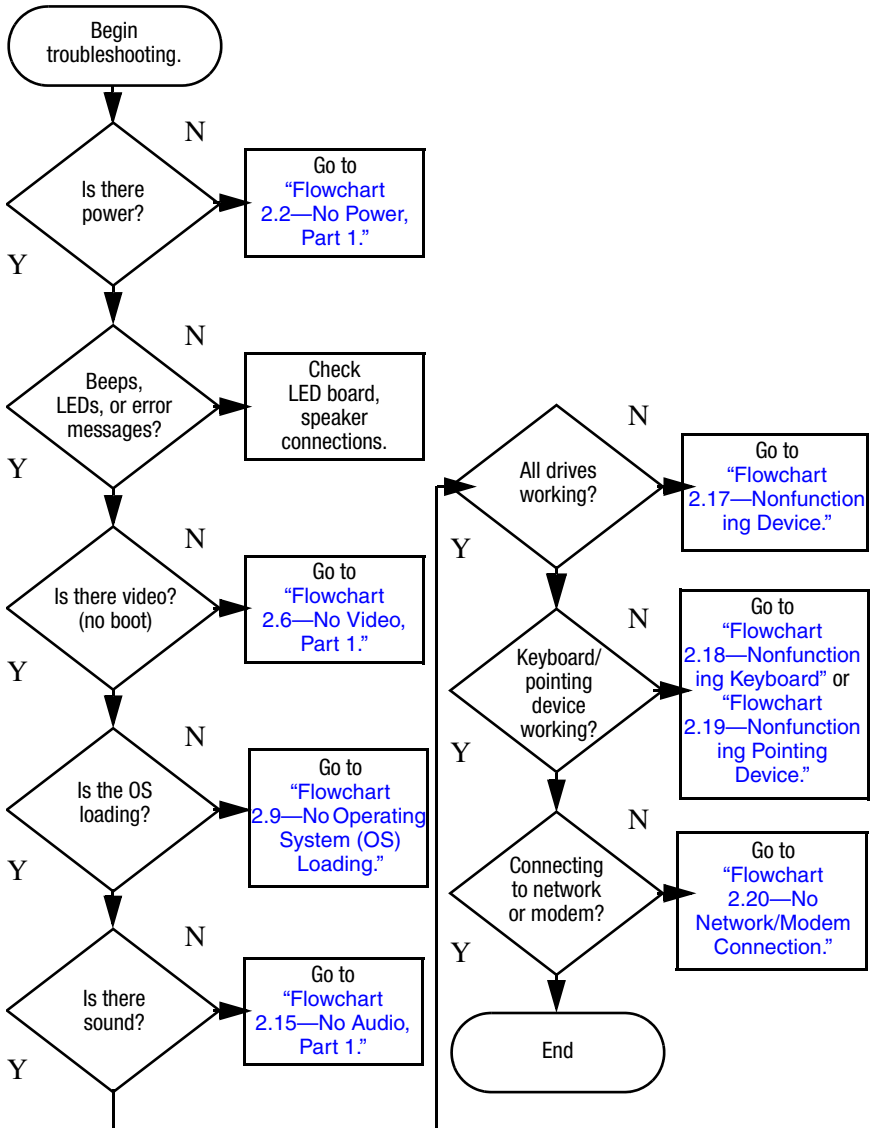 Begin
troubleshooting.
N
Is there
power?
Go to
“Flowchart
2.2—No Power,
Part 1.”
Y
N
Beeps,
LEDs, or error
messages?
Check
LED board,
speaker
connections.
Y
N
Is there video?
(no boot)
Go to
“Flowchart
2.6—No Video,
Part 1.”
Y
N
Is the OS
loading?
Go to
“Flowchart
2.9—No Operating
System (OS)
Loading.”
Y
N
Is there
sound?
Go to
“Flowchart
2.15—No Audio,
Part 1.”
Y
N
All drives
working?
Go to
“Flowchart
2.17—Nonfunction
ing Device.”
Y
N
Keyboard/
pointing
device
working?
Go to
“Flowchart
2.18—Nonfunction
ing Keyboard” or
“Flowchart
2.19—Nonfunction
ing Pointing
Device.”
Y
N
Connecting
to network
or modem?
Go to
“Flowchart
2.20—No
Network/Modem
Connection.”
Y
End